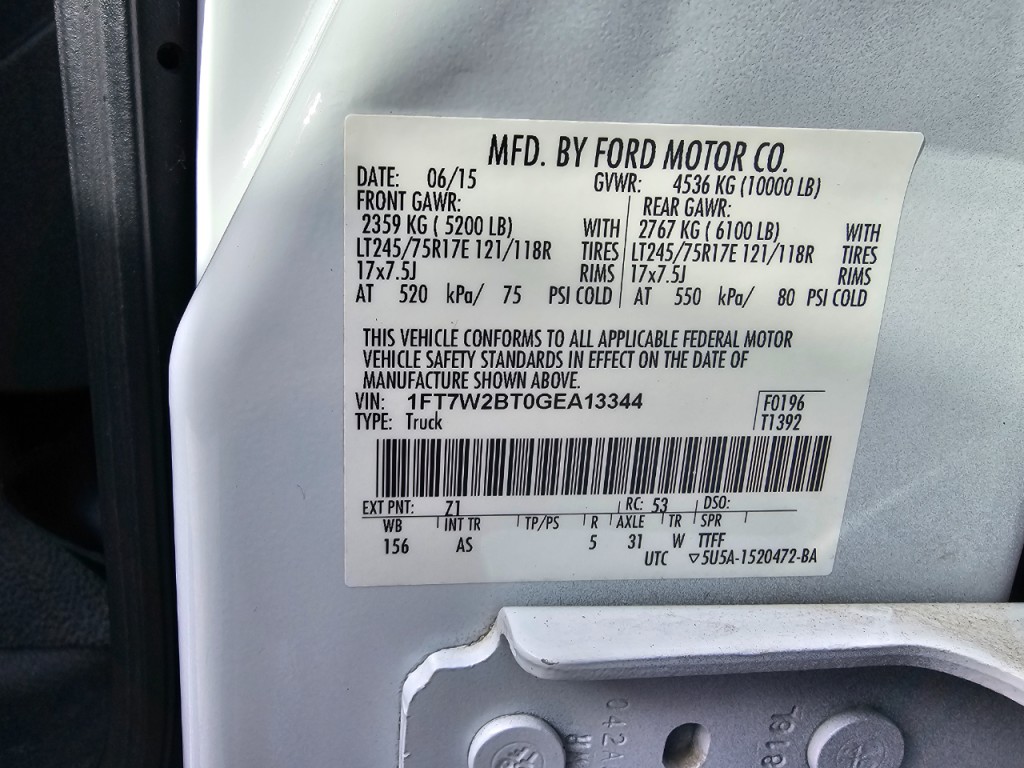 MFD. BY FORD MOTOR CO.
DATE: 06/15 GVWR: 4536 KG (10000 LB)
FRONT GAWR: REAR GAWR:
2359 KG ( 5200 LB) WITH 2767 KG ( 6100 LB) WITH
LT245/75R17E 121/118R TIRES LT245/75R17E 121/118R TIRES
17x7.5J RIMS 17x7.5J RIMS
AT 520 kPa/ 75 PSI COLD AT 550 kPa/ 80 PSI COLD
THIS VEHICLE CONFORMS TO ALL APPLICABLE FEDERAL MOTOR
VEHICLE SAFETY STANDARDS IN EFFECT ON THE DATE OF
MANUFACTURE SHOWN ABOVE.
VIN: 1FT7W2BT0GEA13344 F0196
TYPE: Truck T1392
EXT PNT: Z1 RC: 53 DSO:
WB INT TR TP/PS R AXLE TR SPR
156 AS 5 31 W TTFF
UTC ▽5U5A-1520472-BA
042A